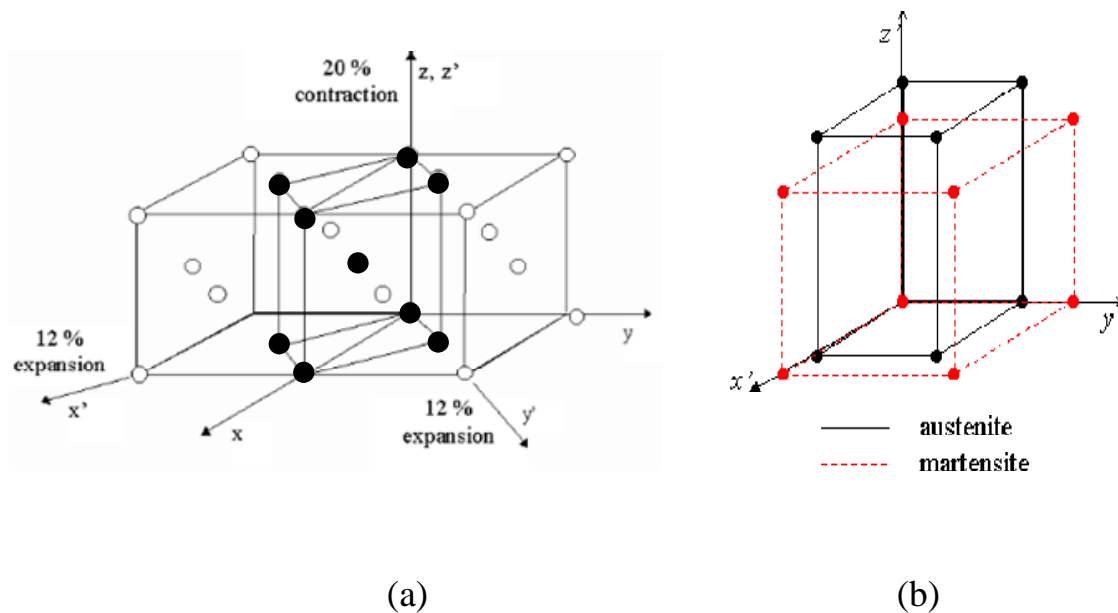 20 %
contraction
z, z'
12 %
expansion
x'
x
12 %
expansion
y'
y
(a)
z'
y'
x'
austenite
martensite
(b)